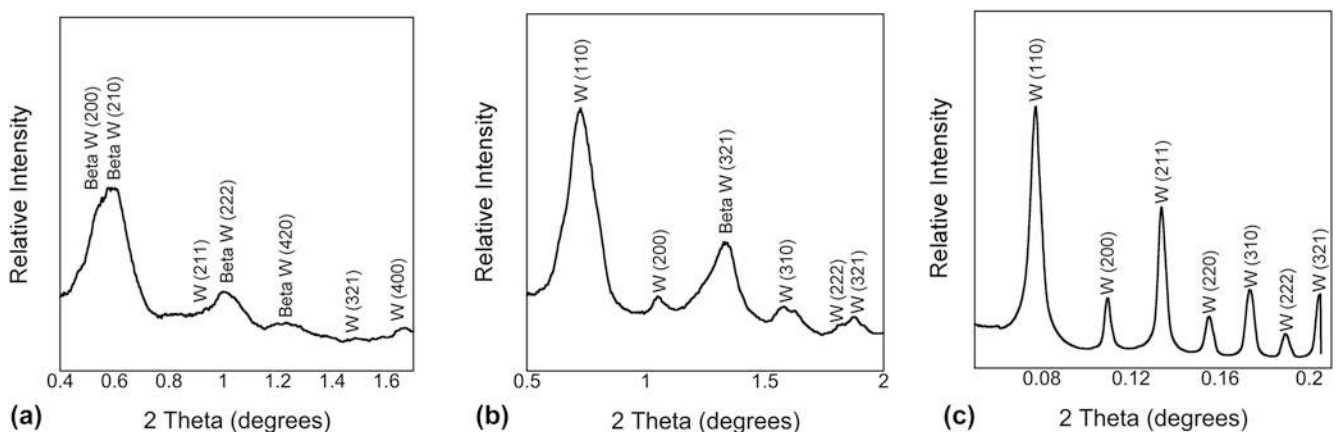 Relative Intensity
Beta W (200)
Beta W (210)
W (211)
Beta W (222)
Beta W (420)
W (321)
W (400)
0.4 0.6 0.8 1 1.2 1.4 1.6
(a) 2 Theta (degrees)
Relative Intensity
W (110)
W (200)
Beta W (321)
W (310)
W (222)
W (321)
0.5 1 1.5 2
(b) 2 Theta (degrees)
Relative Intensity
W (110)
W (200)
W (211)
W (220)
W (310)
W (222)
W (321)
0.08 0.12 0.16 0.2
(c) 2 Theta (degrees)